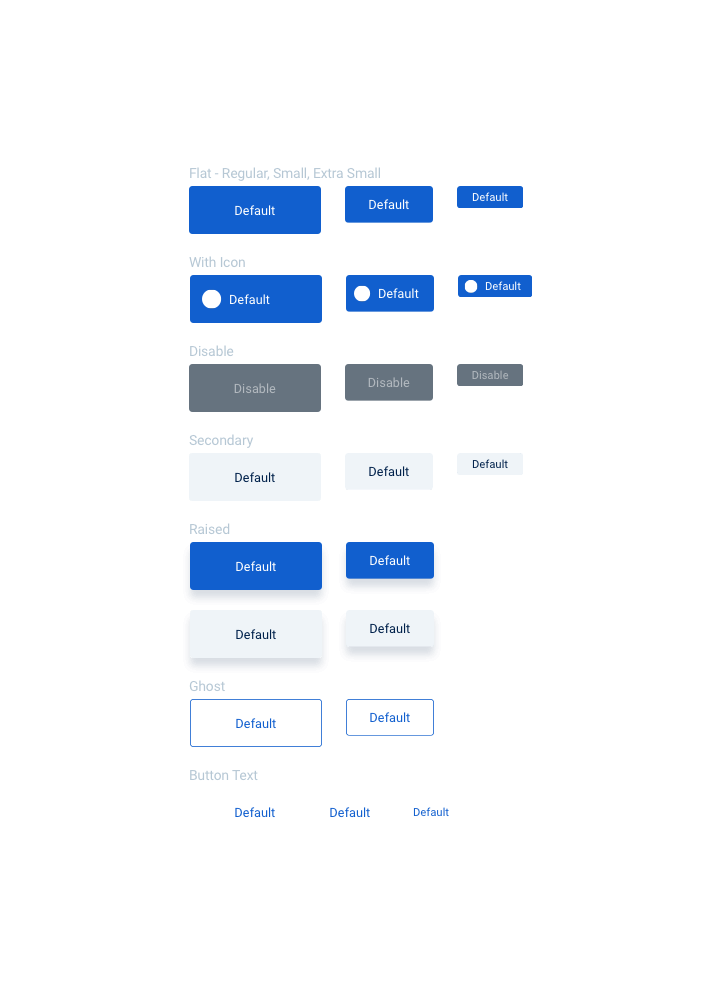 Flat - Regular, Small, Extra Small
Default Default Default
With Icon
Default Default Default
Disable
Disable Disable Disable
Secondary
Default Default Default
Raised
Default Default
Default Default
Ghost
Default Default
Button Text
Default Default Default